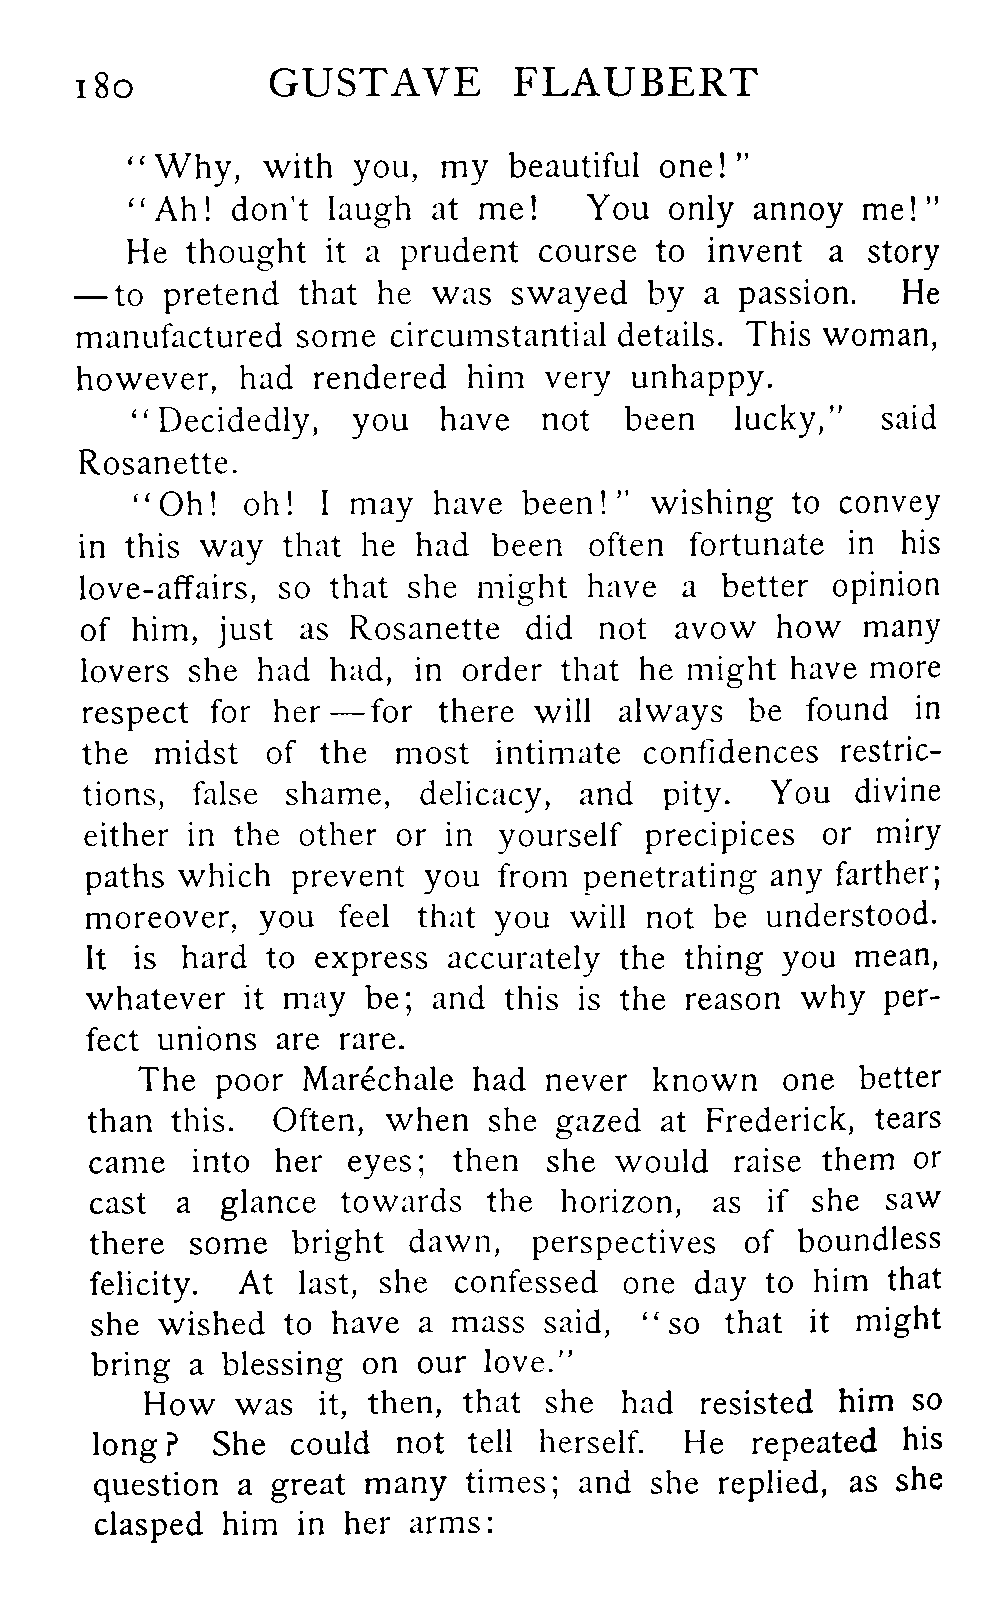 180 GUSTAVE FLAUBERT
"Why, with you, my beautiful one!"
"Ah! don't laugh at me! You only annoy me!"
He thought it a prudent course to invent a story
—to pretend that he was swayed by a passion. He
manufactured some circumstantial details. This woman,
however, had rendered him very unhappy.
"Decidedly, you have not been lucky," said
Rosanette.
"Oh! oh! I may have been!" wishing to convey
in this way that he had been often fortunate in his
love-affairs, so that she might have a better opinion
of him, just as Rosanette did not avow how many
lovers she had had, in order that he might have more
respect for her—for there will always be found in
the midst of the most intimate confidences restric-
tions, false shame, delicacy, and pity. You divine
either in the other or in yourself precipices or miry
paths which prevent you from penetrating any farther;
moreover, you feel that you will not be understood.
It is hard to express accurately the thing you mean,
whatever it may be; and this is the reason why per-
fect unions are rare.
The poor Maréchale had never known one better
than this. Often, when she gazed at Frederick, tears
came into her eyes; then she would raise them or
cast a glance towards the horizon, as if she saw
there some bright dawn, perspectives of boundless
felicity. At last, she confessed one day to him that
she wished to have a mass said, "so that it might
bring a blessing on our love."
How was it, then, that she had resisted him so
long? She could not tell herself. He repeated his
question a great many times; and she replied, as she
clasped him in her arms: